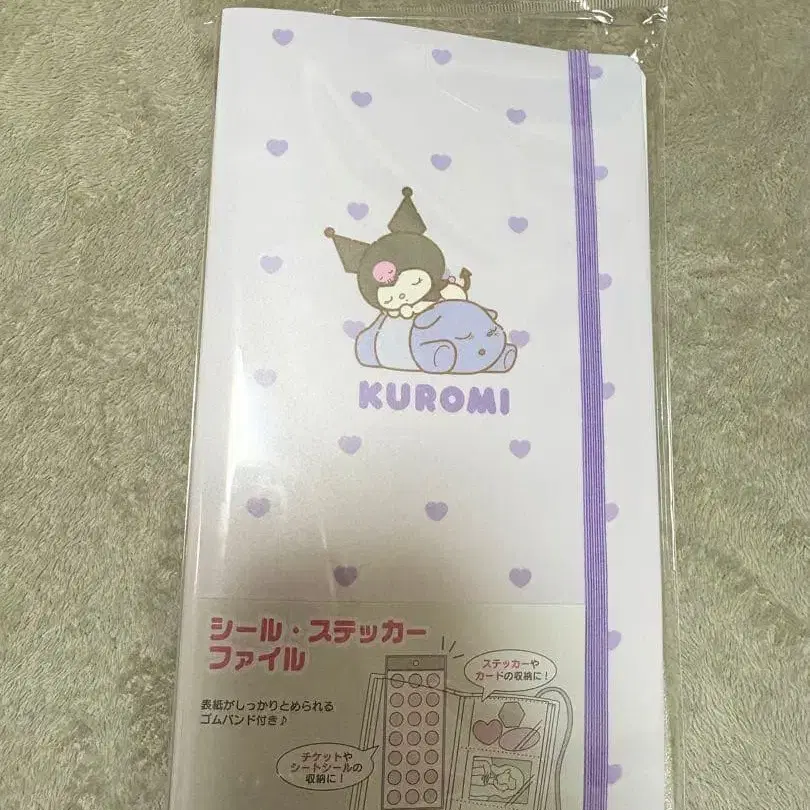 KUROMI
シール・ステッカー
ファイル
表紙がしっかりとめられる
ゴムバンド付き♪
ステッカーや
カードの収納に!
チケットや
シートシールの
収納に!